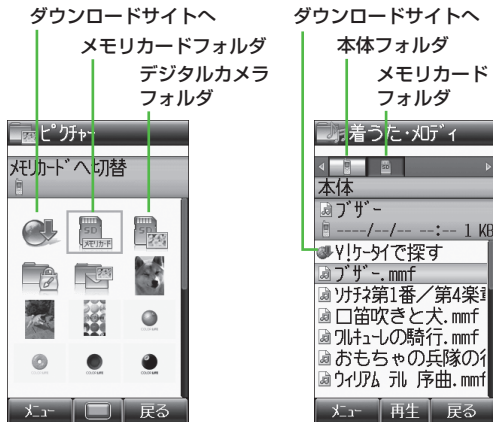 ダウンロードサイトへ
メモリカードフォルダ
デジタルカメラ
フォルダ
ピクチャー
メモリカードへ切替
SD
メモリカード
SD
メニュー
戻る
ダウンロードサイトへ
本体フォルダ
メモリカード
フォルダ
着うた・メロディ
本体
ブザー
----/--/-- --:-- 1 KB
Y!ケータイで探す
ブザー.mmf
ソナチネ第1番/第4楽
口笛吹きと犬.mmf
ワルキューレの騎行.mmf
おもちゃの兵隊の
ウィリアム テル 序曲.mmf
メニュー
再生
戻る